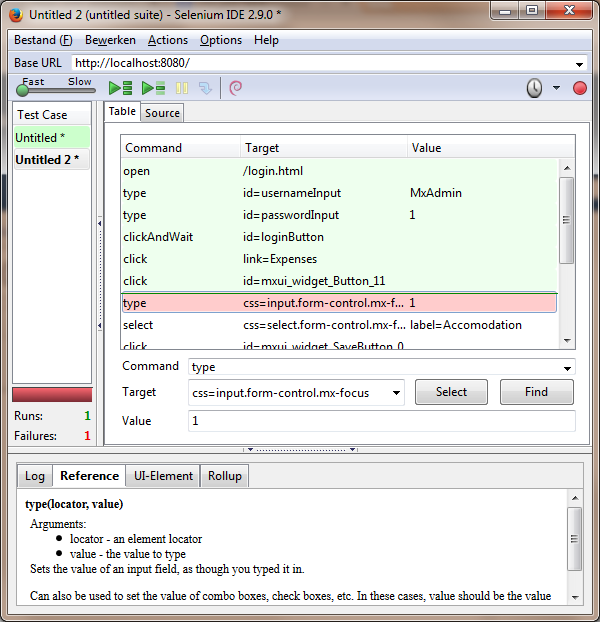 Untitled 2 (untitled suite) - Selenium IDE 2.9.0 *
Bestand (F) Bewerken Actions Options Help
Base URL http://localhost:8080/
Fast Slow
Test Case
Untitled *
Untitled 2 *
Runs: 1
Failures: 1
Table Source
Command Target Value
open /login.html
type id=usernameInput MxAdmin
type id=passwordInput 1
clickAndWait id=loginButton
click link=Expenses
click id=mxui_widget_Button_11
type css=input.form-control.mx-f... 1
select css=select.form-control.mx-f... label=Accomodation
click id=mxui_widget_SaveButton_0
Command type
Target css=input.form-control.mx-focus Select Find
Value 1
Log Reference UI-Element Rollup
type(locator, value)
Arguments:
• locator - an element locator
• value - the value to type
Sets the value of an input field, as though you typed it in.
Can also be used to set the value of combo boxes, check boxes, etc. In these cases, value should be the value